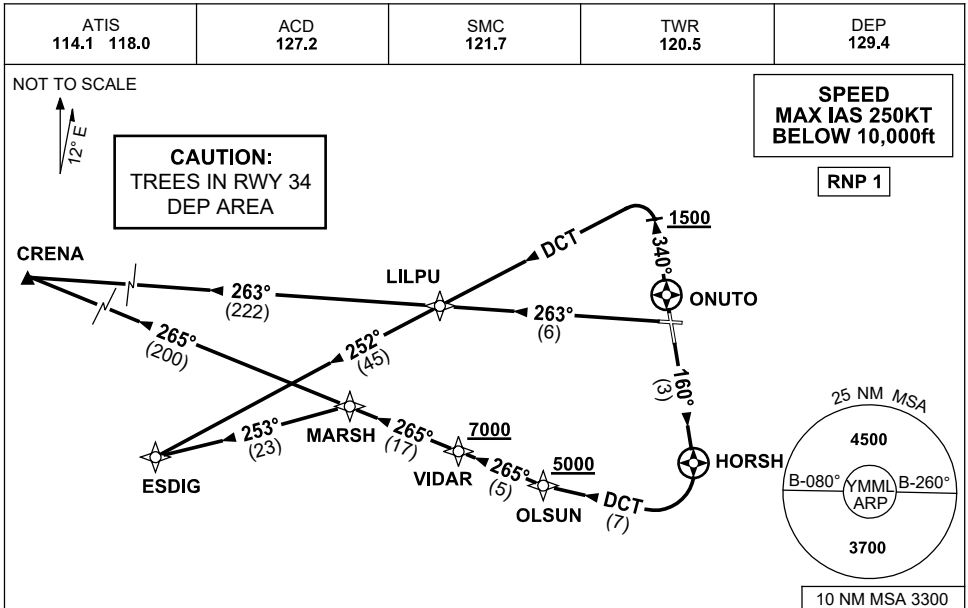 ATIS
114.1 118.0
ACD
127.2
SMC
121.7
TWR
120.5
DEP
129.4
NOT TO SCALE
12° E
CAUTION:
TREES IN RWY 34
DEP AREA
SPEED
MAX IAS 250KT
BELOW 10,000ft
RNP 1
1500
DCT
340°
CRENA
LILPU
ONUTO
263°
(222)
263°
(6)
265°
(200)
252°
(45)
160°
(3)
25 NM MSA
4500
MARSH
253°
(23)
265°
(17)
7000
VIDAR
265°
(5)
5000
HORSH
ESDIG
OLSUN
DCT
(7)
B-080°
YMML
ARP
B-260°
3700
10 NM MSA 3300